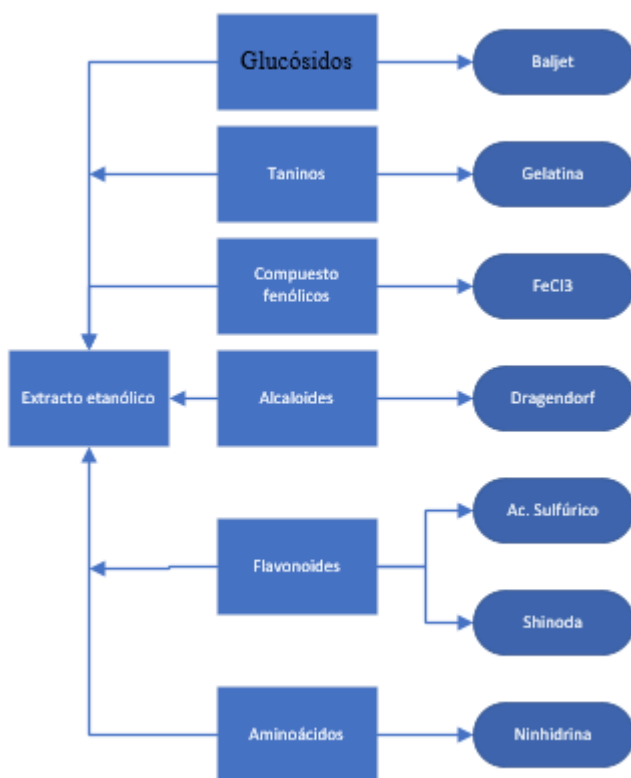 Glucósidos
Baljet
Taninos
Gelatina
Compuesto
fenólicos
FeCl3
Extracto etanólico
Alcaloides
Dragendorf
Ac. Sulfúrico
Flavonoides
Shinoda
Aminoácidos
Ninhidrina